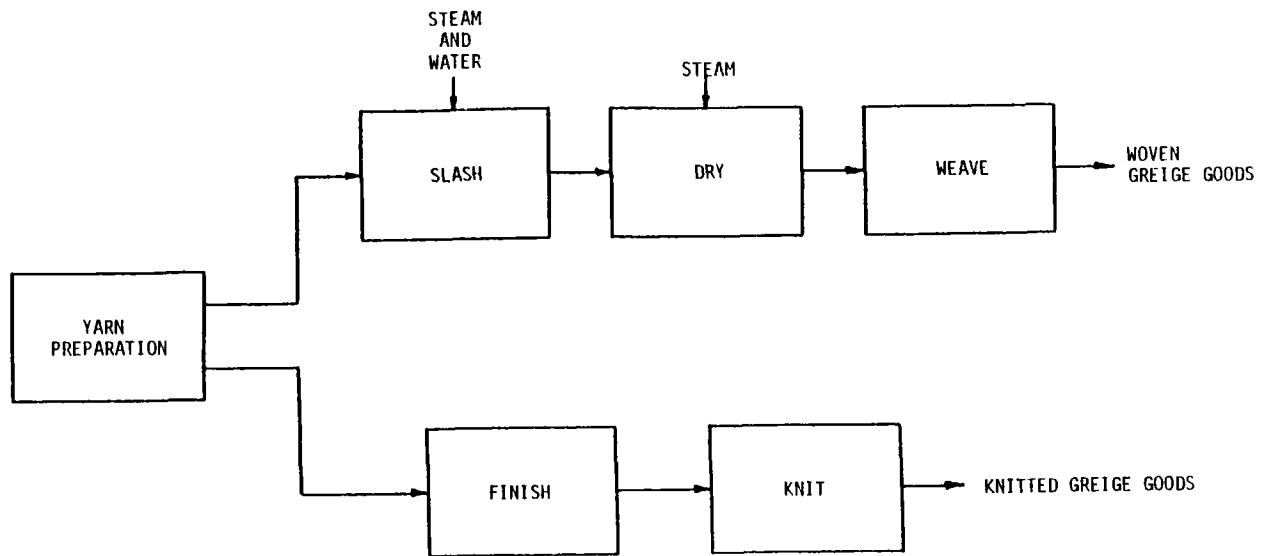 STEAM
AND
WATER
STEAM
SLASH
DRY
WEAVE
WOVEN
GREIGE GOODS
YARN
PREPARATION
FINISH
KNIT
KNITTED GREIGE GOODS